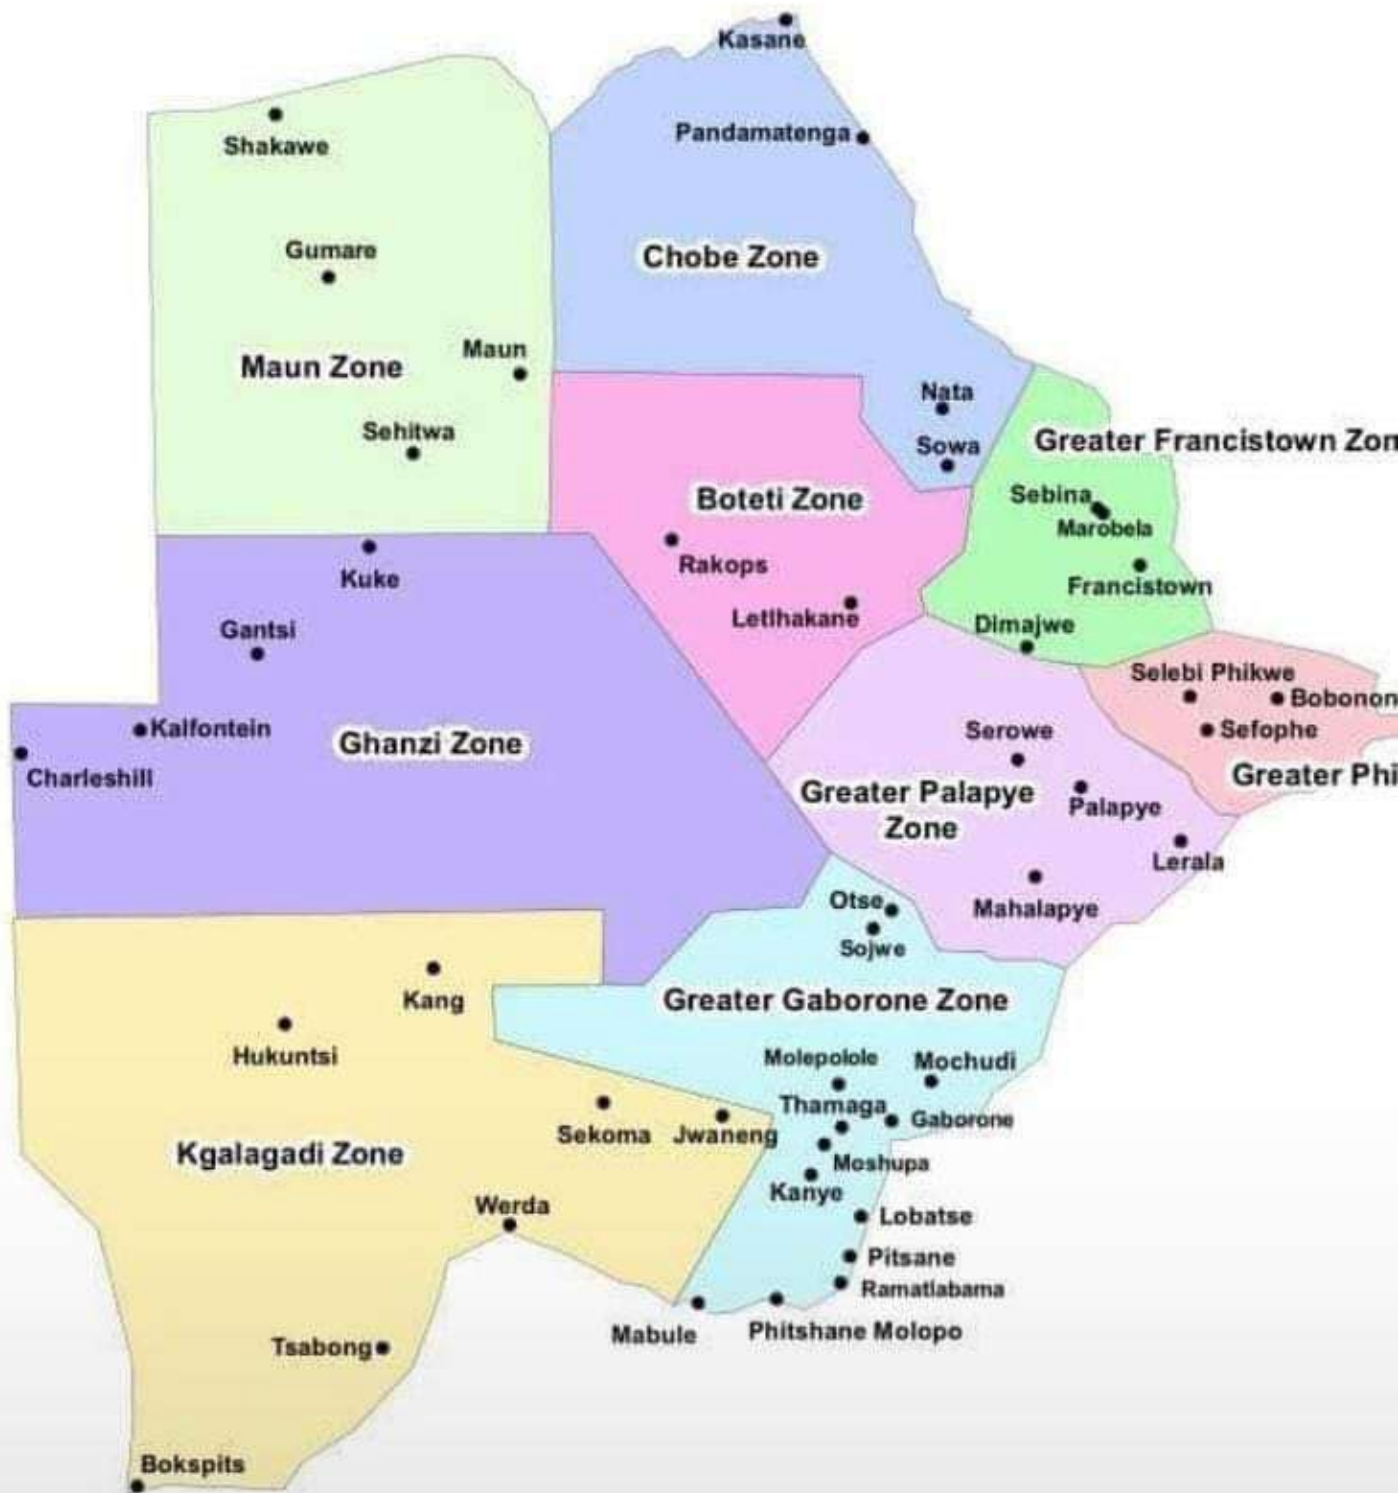 Kasane
Pandamatenga
Shakawe
Gumare
Chobe Zone
Maun
Maun Zone
Nata
Sehitwa
Sowa
Greater Francistown Zon
Sebina
Boteti Zone
Marobela
Rakops
Kuke
Francistown
Letlhakane
Gantsi
Dimajwe
Selebi Phikwe
Bobonon
Kalfontein
Ghanzi Zone
Serowe
Sefophe
Charleshill
Greater Phi
Greater Palapye
Zone
Palapye
Lerala
Otse
Mahalapye
Sojwe
Kang
Greater Gaborone Zone
Hukuntsi
Molepolole
Mochudi
Thamaga
Gaborone
Sekoma
Jwaneng
Kgalagadi Zone
Moshupa
Kanye
Werda
Lobatse
Pitsane
Ramatlabama
Mabule
Phitshane Molopo
Tsabong
Bokspits